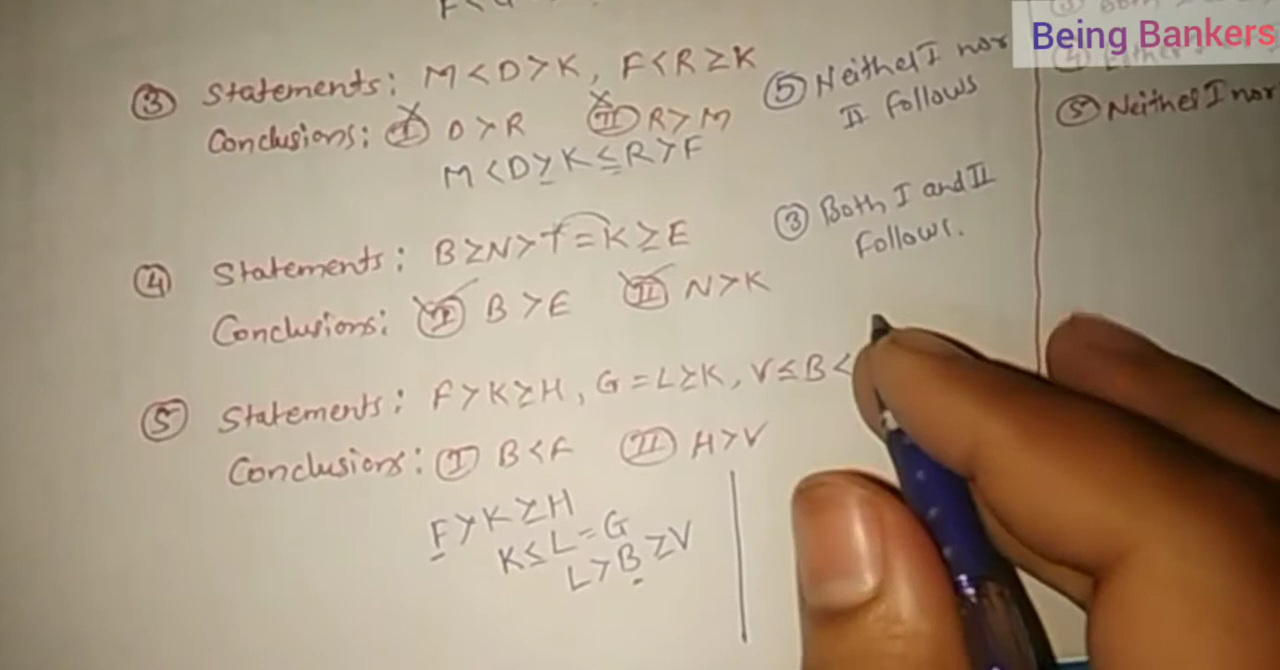 Being Bankers
③ Statements: M < D > K, F < R ≥ K
Conclusions: Ⓘ D > R Ⓘ Ⓘ R > M
M < D > K ≤ R > F
⑤ Neither I nor
II Follows
⑤ Neither I nor
④ Statements: B ≥ N > T = K ≥ E
Conclusions: Ⓘ B > E Ⅱ N > K
③ Both I and II
Follows.
⑤ Statements: F > K ≥ H, G = L ≥ K, V ≤ B <
Conclusions: Ⓘ B < F Ⅱ H > V
F > K ≥ H
K ≤ L = G
L > B ≥ V